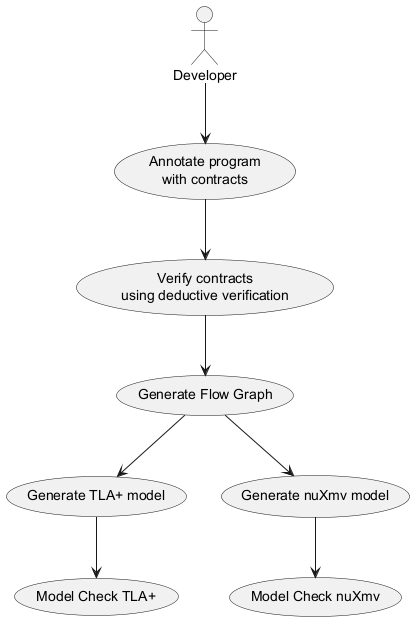 Developer
Annotate program
with contracts
Verify contracts
using deductive verification
Generate Flow Graph
Generate TLA+ model
Generate nuXmv model
Model Check TLA+
Model Check nuXmv